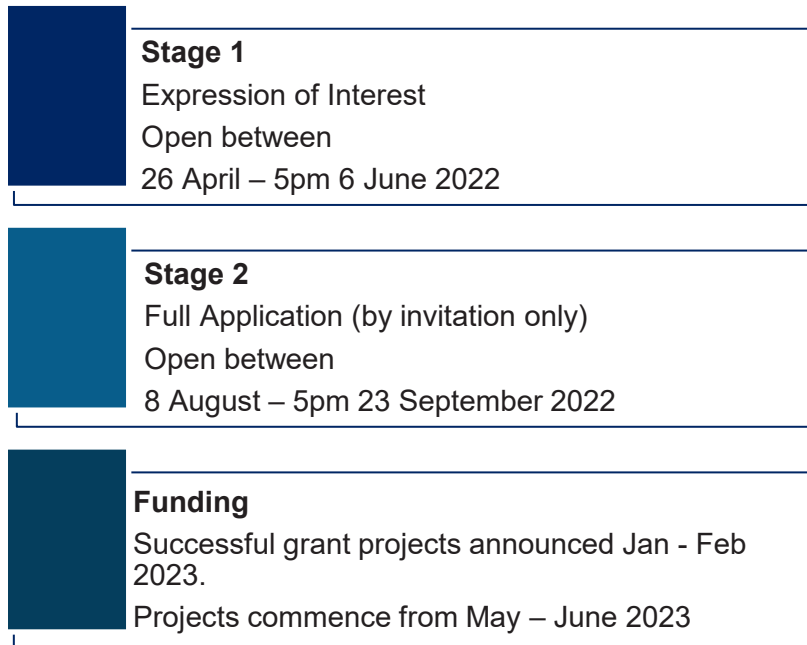 Stage 1
Expression of Interest
Open between
26 April – 5pm 6 June 2022
Stage 2
Full Application (by invitation only)
Open between
8 August – 5pm 23 September 2022
Funding
Successful grant projects announced Jan - Feb
2023.
Projects commence from May – June 2023